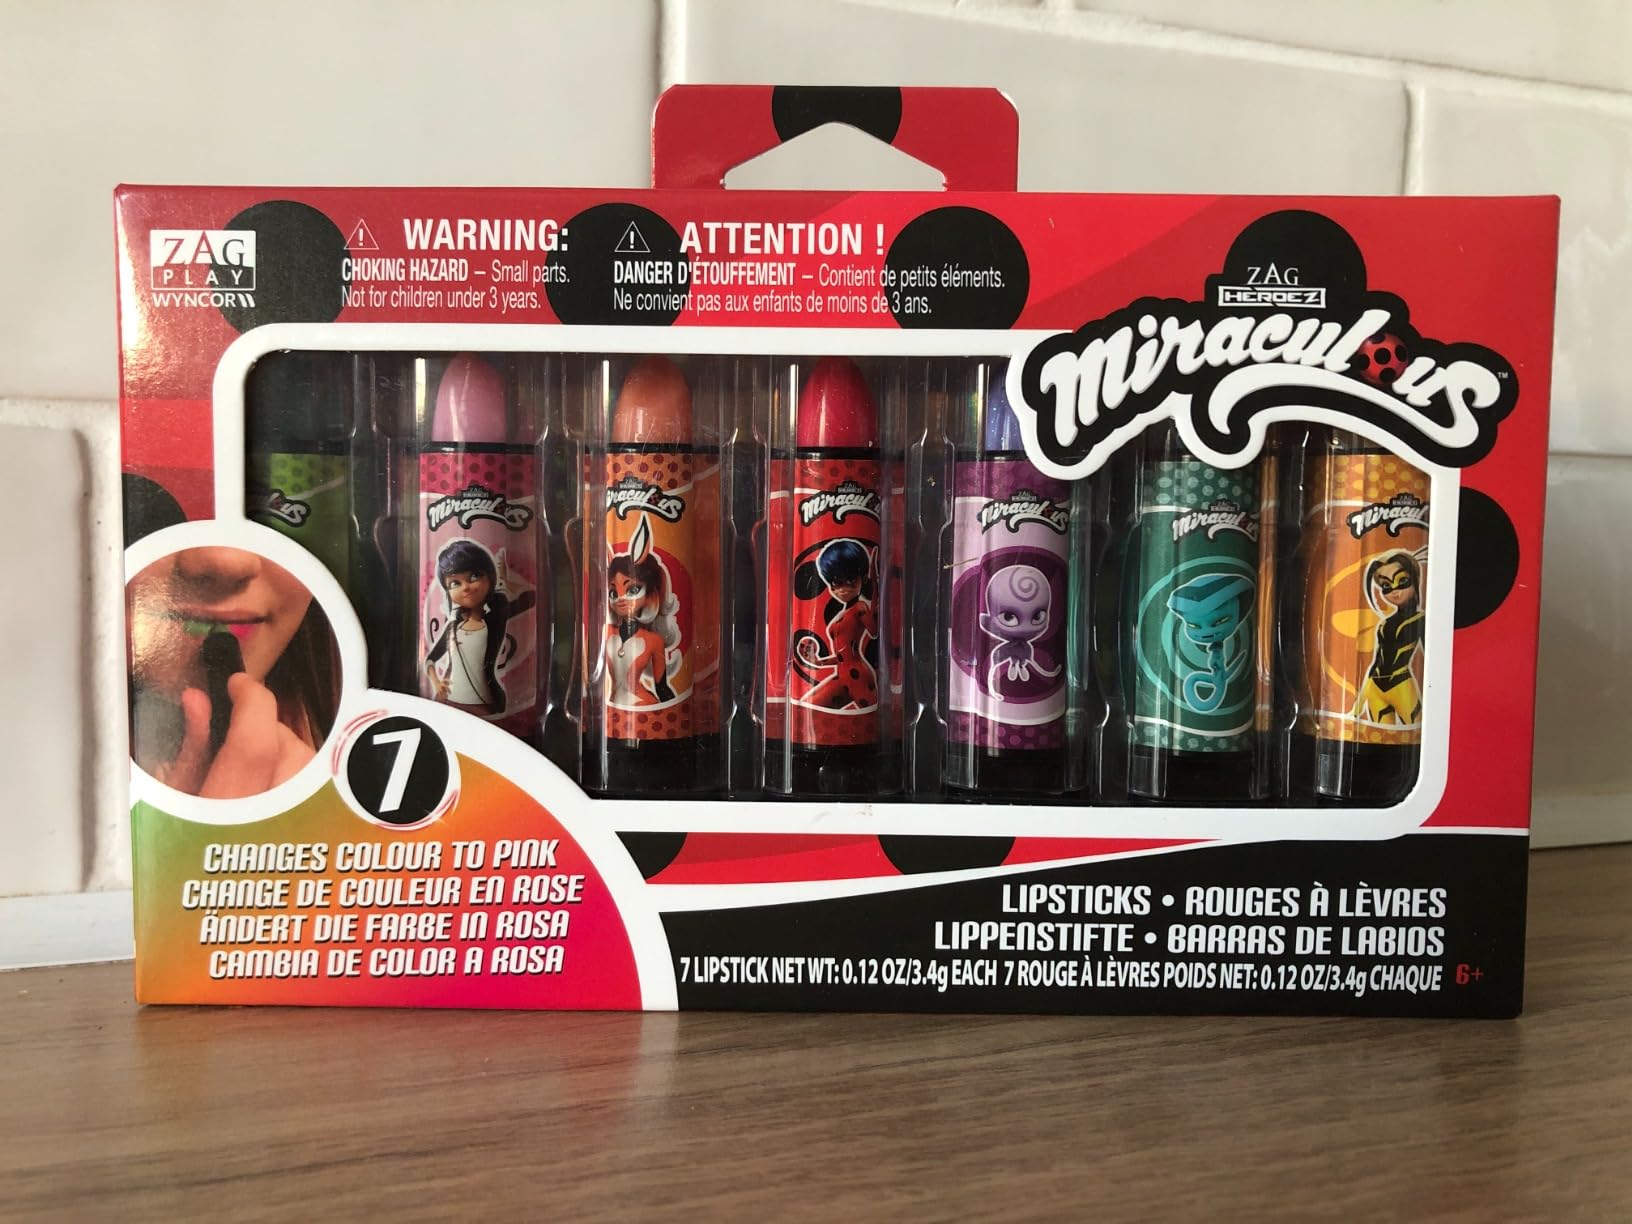 ZAG
PLAY
WYNCOR
WARNING:
CHOKING HAZARD – Small parts.
Not for children under 3 years.
ATTENTION !
DANGER D'ÉTOUFFEMENT – Contient de petits éléments.
Ne convient pas aux enfants de moins de 3 ans.
ZAG
HEROEZ
Miraculous™
Miraculous
Miraculous
7
CHANGES COLOUR TO PINK
CHANGE DE COULEUR EN ROSE
ÄNDERT DIE FARBE IN ROSA
CAMBIA DE COLOR A ROSA
LIPSTICKS • ROUGES À LÈVRES
LIPPENSTIFTE • BARRAS DE LABIOS
7 LIPSTICK NET WT: 0.12 OZ/3.4g EACH 7 ROUGE À LÈVRES POIDS NET: 0.12 OZ/3.4g CHAQUE 6+